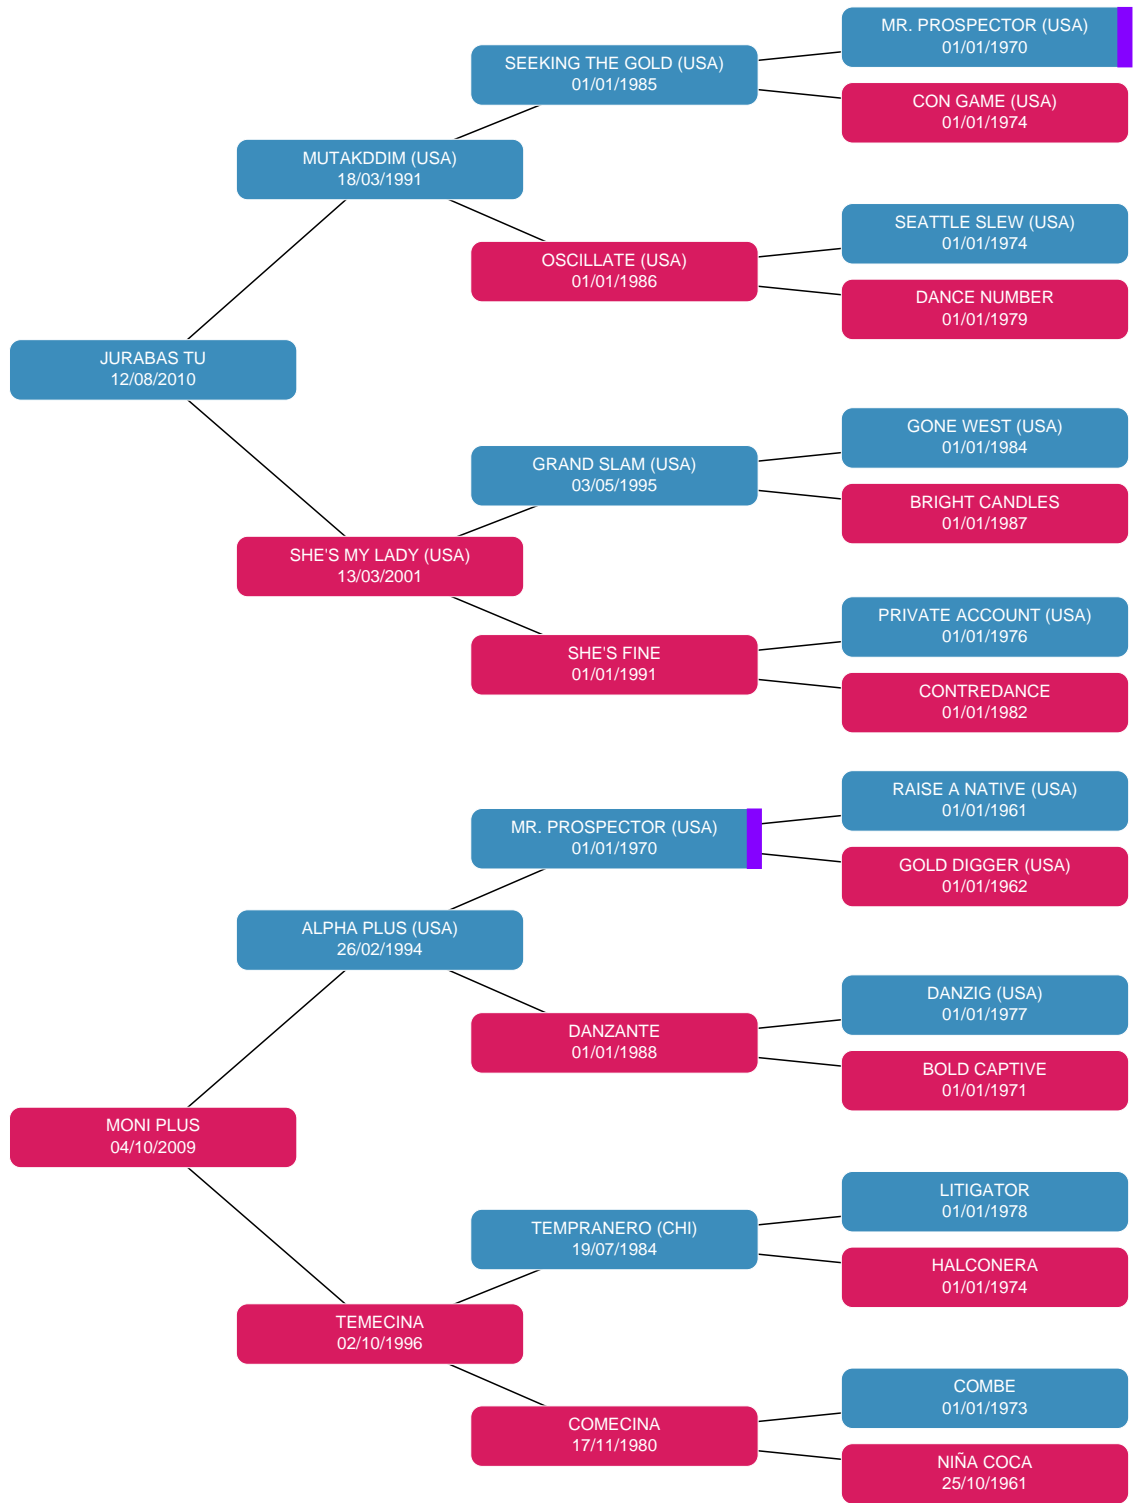 MR. PROSPECTOR (USA)
01/01/1970
SEEKING THE GOLD (USA)
01/01/1985
CON GAME (USA)
01/01/1974
MUTAKDDIM (USA)
18/03/1991
SEATTLE SLEW (USA)
01/01/1974
OSCILLATE (USA)
01/01/1986
DANCE NUMBER
01/01/1979
JURABAS TU
12/08/2010
GONE WEST (USA)
01/01/1984
GRAND SLAM (USA)
03/05/1995
BRIGHT CANDLES
01/01/1987
SHE'S MY LADY (USA)
13/03/2001
PRIVATE ACCOUNT (USA)
01/01/1976
SHE'S FINE
01/01/1991
CONTREDANCE
01/01/1982
RAISE A NATIVE (USA)
01/01/1961
MR. PROSPECTOR (USA)
01/01/1970
GOLD DIGGER (USA)
01/01/1962
ALPHA PLUS (USA)
26/02/1994
DANZIG (USA)
01/01/1977
DANZANTE
01/01/1988
BOLD CAPTIVE
01/01/1971
MONI PLUS
04/10/2009
LITIGATOR
01/01/1978
TEMPRANERO (CHI)
19/07/1984
HALCONERA
01/01/1974
TEMECINA
02/10/1996
COMBE
01/01/1973
COMECINA
17/11/1980
NIÑA COCA
25/10/1961